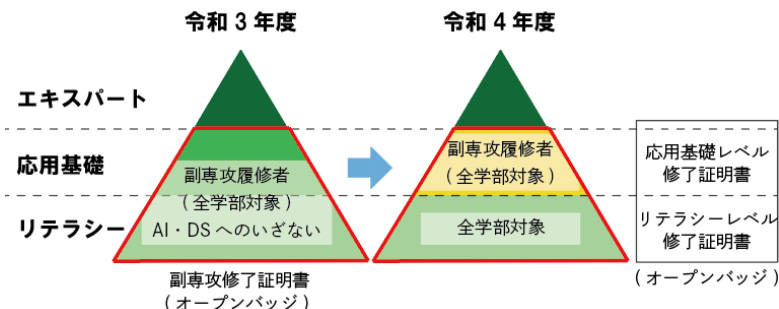 令和3年度
令和4年度
エキスパート
応用基礎
リテラシー
副専攻履修者
(全学部対象)
AI・DSへのいざない
副専攻修了証明書
(オープンバッジ)
副専攻履修者
(全学部対象)
全学部対象
応用基礎レベル
修了証明書
リテラシーレベル
修了証明書
(オープンバッジ)